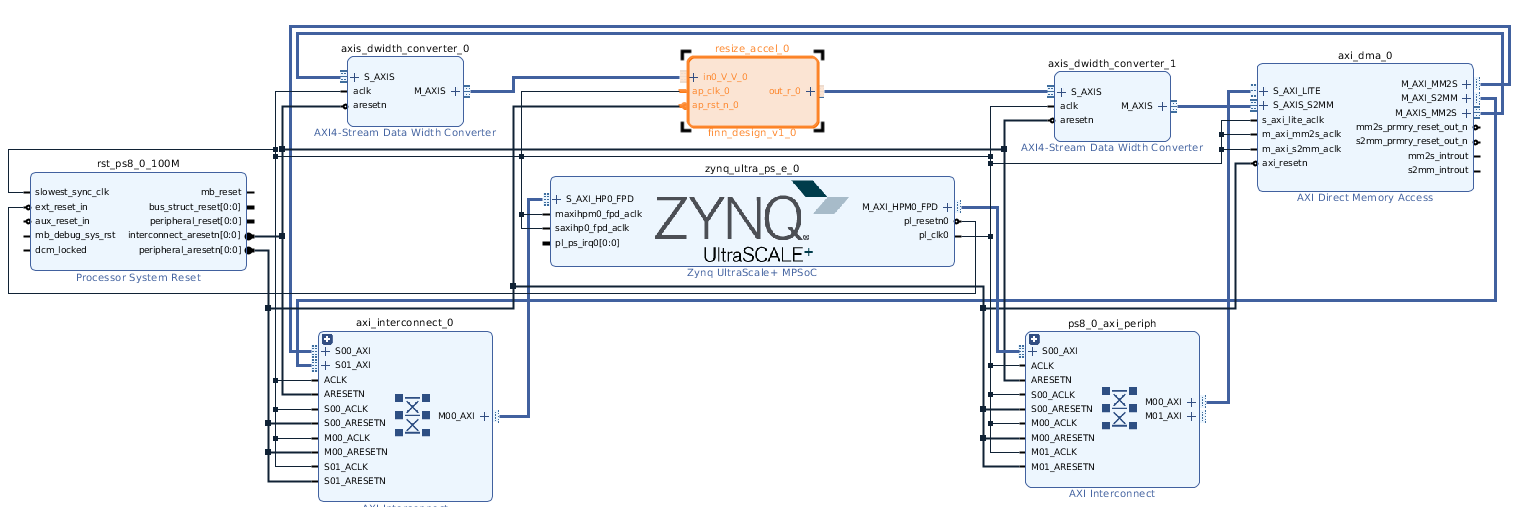 axis_dwidth_converter_0
S_AXIS
aclk
aresetn
M_AXIS
AXI4-Stream Data Width Converter
resize_accel_0
in0_V_V_0
ap_clk_0
ap_rst_n_0
out_r_0
finn_design_v1_0
axis_dwidth_converter_1
S_AXIS
aclk
aresetn
M_AXIS
AXI4-Stream Data Width Converter
axi_dma_0
S_AXI_LITE
S_AXIS_S2MM
s_axi_lite_aclk
m_axi_mm2s_aclk
m_axi_s2mm_aclk
axi_resetn
M_AXI_MM2S
M_AXI_S2MM
M_AXIS_MM2S
mm2s_prmry_reset_out_n
s2mm_prmry_reset_out_n
mm2s_introut
s2mm_introut
AXI Direct Memory Access
rst_ps8_0_100M
slowest_sync_clk
ext_reset_in
aux_reset_in
mb_debug_sys_rst
dcm_locked
mb_reset
bus_struct_reset[0:0]
peripheral_reset[0:0]
interconnect_aresetn[0:0]
peripheral_aresetn[0:0]
Processor System Reset
zynq_ultra_ps_e_0
S_AXI_HP0_FPD
maxihpm0_fpd_aclk
saxihp0_fpd_aclk
pl_ps_irq0[0:0]
ZYNQ
UltraSCALE+
M_AXI_HPM0_FPD
pl_resetn0
pl_clk0
Zynq UltraScale+ MPSoC
axi_interconnect_0
S00_AXI
S01_AXI
ACLK
ARESETN
S00_ACLK
S00_ARESETN
M00_ACLK
M00_ARESETN
S01_ACLK
S01_ARESETN
M00_AXI
AXI Interconnect
ps8_0_axi_periph
S00_AXI
ACLK
ARESETN
S00_ACLK
S00_ARESETN
M00_ACLK
M00_ARESETN
M01_ACLK
M01_ARESETN
M00_AXI
M01_AXI
AXI Interconnect